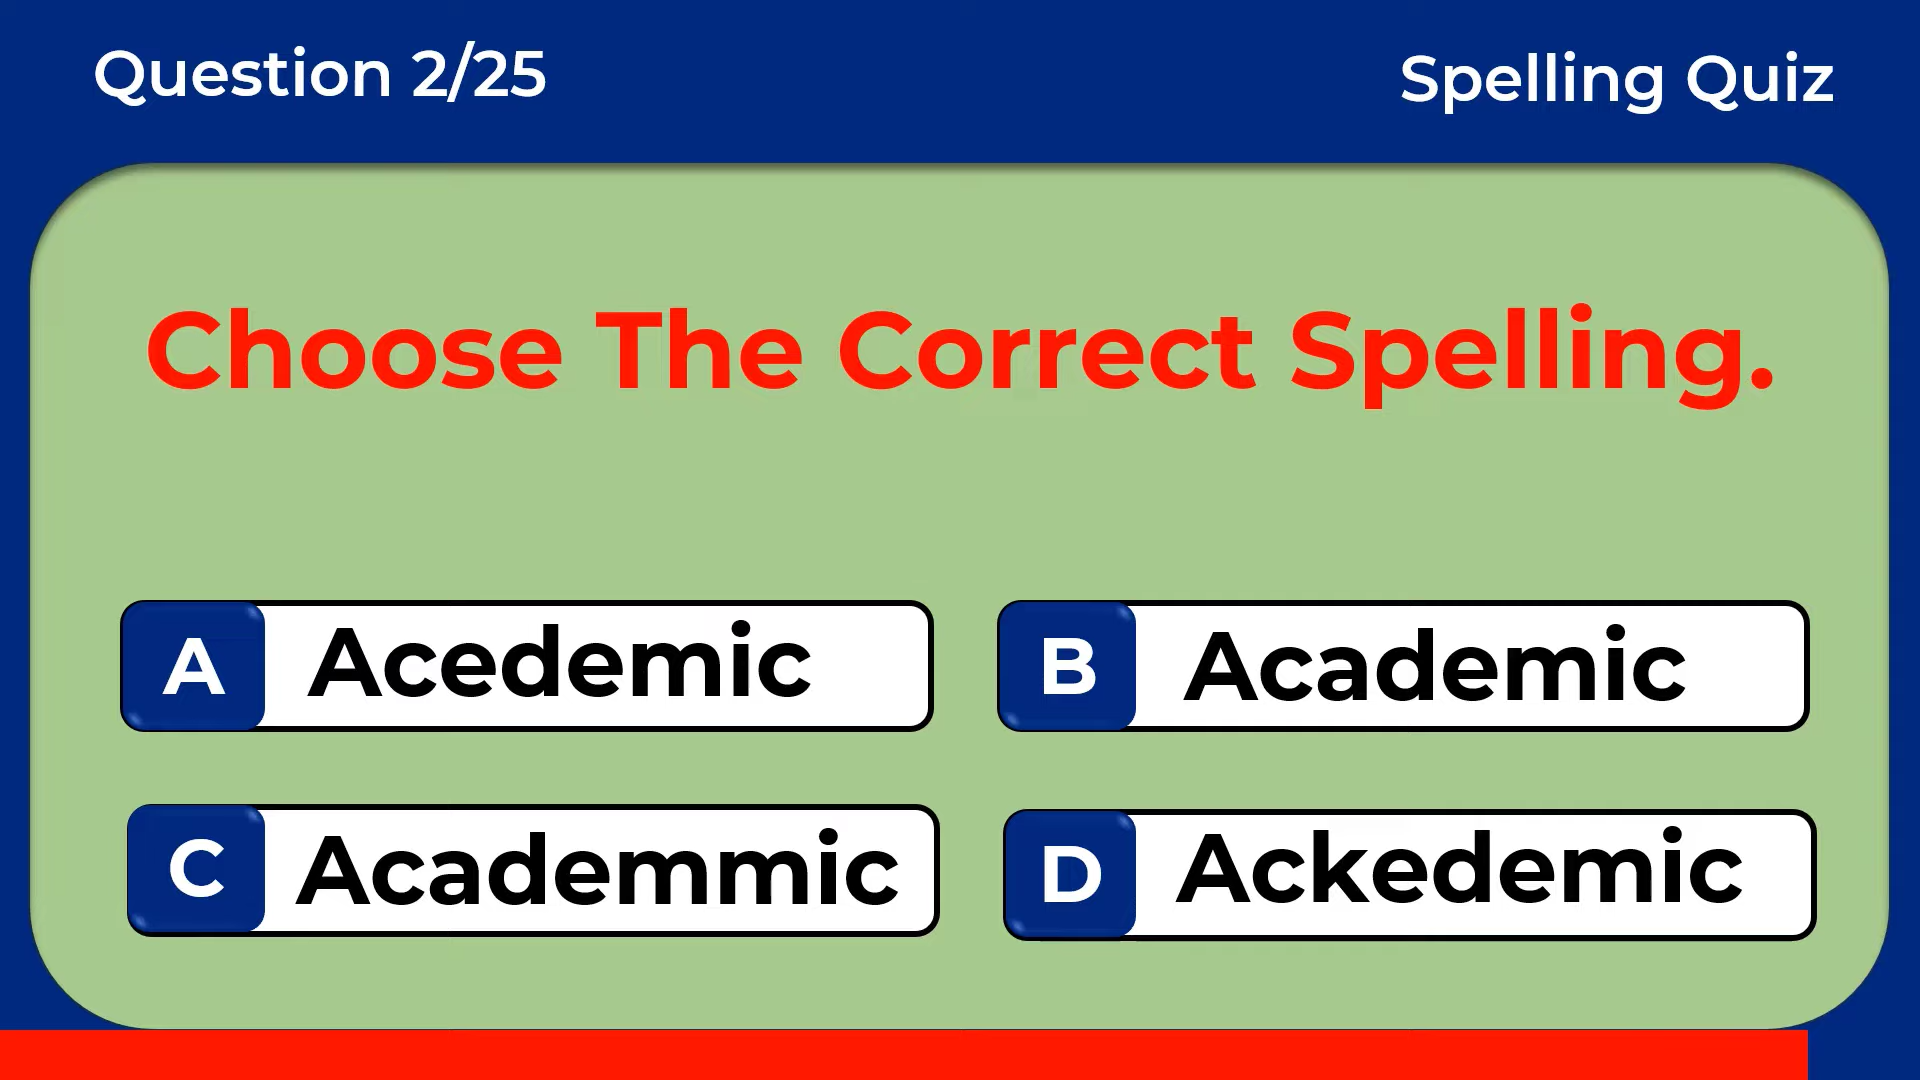 Question 2/25
Spelling Quiz
Choose The Correct Spelling.
A Acedemic
B Academic
C Academmic
D Ackedemic